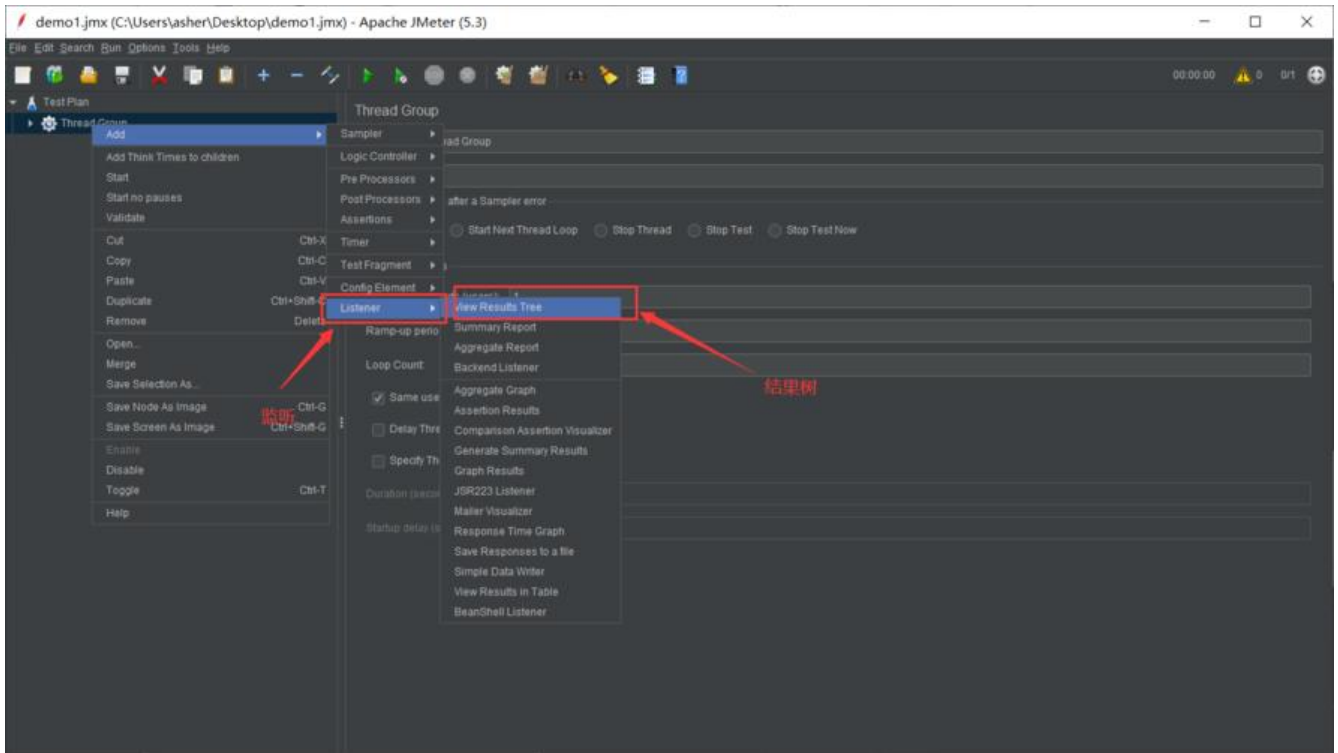 demo1.jmx (C:\Users\asher\Desktop\demo1.jmx) - Apache JMeter (5.3)
File Edit Search Run Options Tools Help
00:00:00 0 0/1
Test Plan
Thread Group
Thread Group
Add
Add Think Times to children
Start
Start no pauses
Validate
Cut Ctrl-X
Copy Ctrl-C
Paste Ctrl-V
Duplicate Ctrl+Shift-C
Remove Delete
Open...
Merge
Save Selection As...
Save Node As Image Ctrl-G
Save Screen As Image Ctrl+Shift-G
Enable
Disable
Toggle Ctrl-T
Help
Sampler
Logic Controller
Pre Processors
Post Processors
Assertions
Timer
Test Fragment
Config Element
Listener
View Results Tree
Summary Report
Aggregate Report
Backend Listener
Aggregate Graph
Assertion Results
Comparison Assertion Visualizer
Generate Summary Results
Graph Results
JSR223 Listener
Mailer Visualizer
Response Time Graph
Save Responses to a file
Simple Data Writer
View Results in Table
BeanShell Listener
ad Group
after a Sampler error
Start Next Thread Loop Stop Thread Stop Test Stop Test Now
Ramp-up perio
Loop Count:
Same use
Delay Thre
Specify Th
Duration (secon
Startup delay (s
监听
结果树